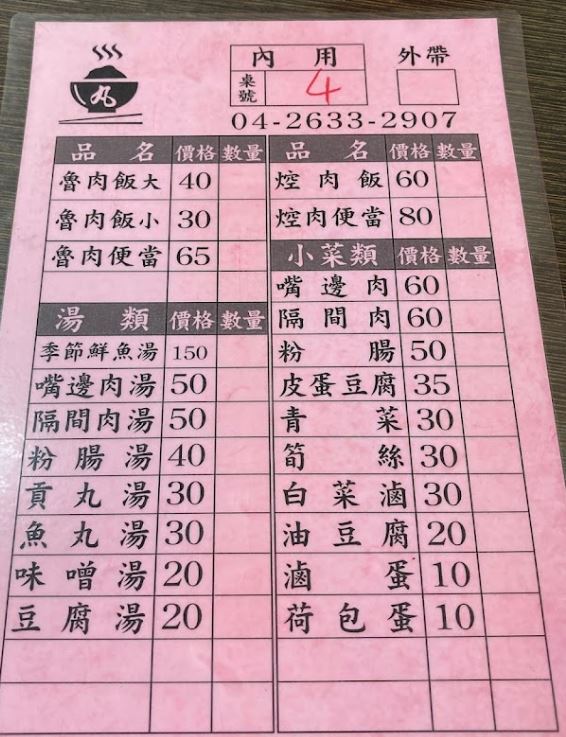 丸
內用
外帶
桌號 4
04-2633-2907
品名 價格 數量
魯肉飯大 40
魯肉飯小 30
魯肉便當 65
湯類 價格 數量
季節鮮魚湯 150
嘴邊肉湯 50
隔間肉湯 50
粉腸湯 40
貢丸湯 30
魚丸湯 30
味噌湯 20
豆腐湯 20
品名 價格 數量
焢肉飯 60
焢肉便當 80
小菜類 價格 數量
嘴邊肉 60
隔間肉 60
粉腸 50
皮蛋豆腐 35
青菜 30
筍絲 30
白菜滷 30
油豆腐 20
滷蛋 10
荷包蛋 10